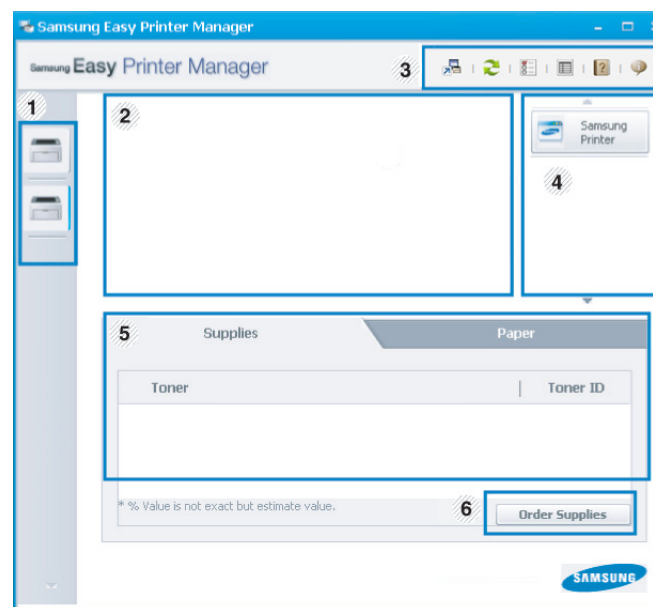 Samsung Easy Printer Manager
Samsung Easy Printer Manager
3
1
2
Samsung
Printer
4
5
Supplies
Paper
Toner
Toner ID
* % Value is not exact but estimate value.
6
Order Supplies
SAMSUNG